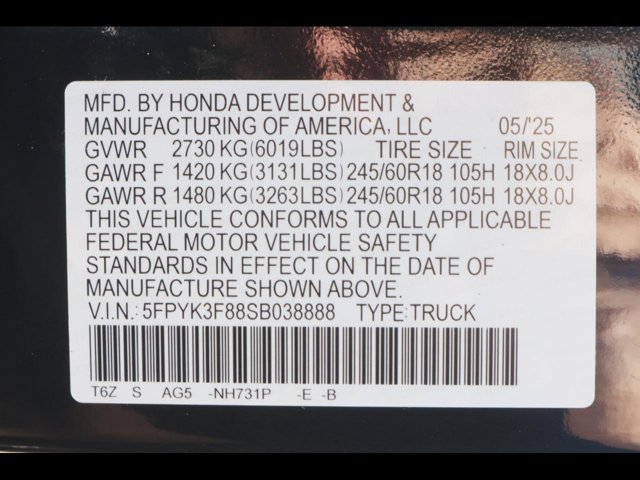 MFD. BY HONDA DEVELOPMENT &
MANUFACTURING OF AMERICA, LLC 05/'25
GVWR 2730 KG(6019LBS) TIRE SIZE RIM SIZE
GAWR F 1420 KG(3131LBS) 245/60R18 105H 18X8.0J
GAWR R 1480 KG(3263LBS) 245/60R18 105H 18X8.0J
THIS VEHICLE CONFORMS TO ALL APPLICABLE
FEDERAL MOTOR VEHICLE SAFETY
STANDARDS IN EFFECT ON THE DATE OF
MANUFACTURE SHOWN ABOVE.
V.I.N.: 5FPYK3F88SB038888 TYPE: TRUCK
T6Z S AG5 -NH731P -E -B